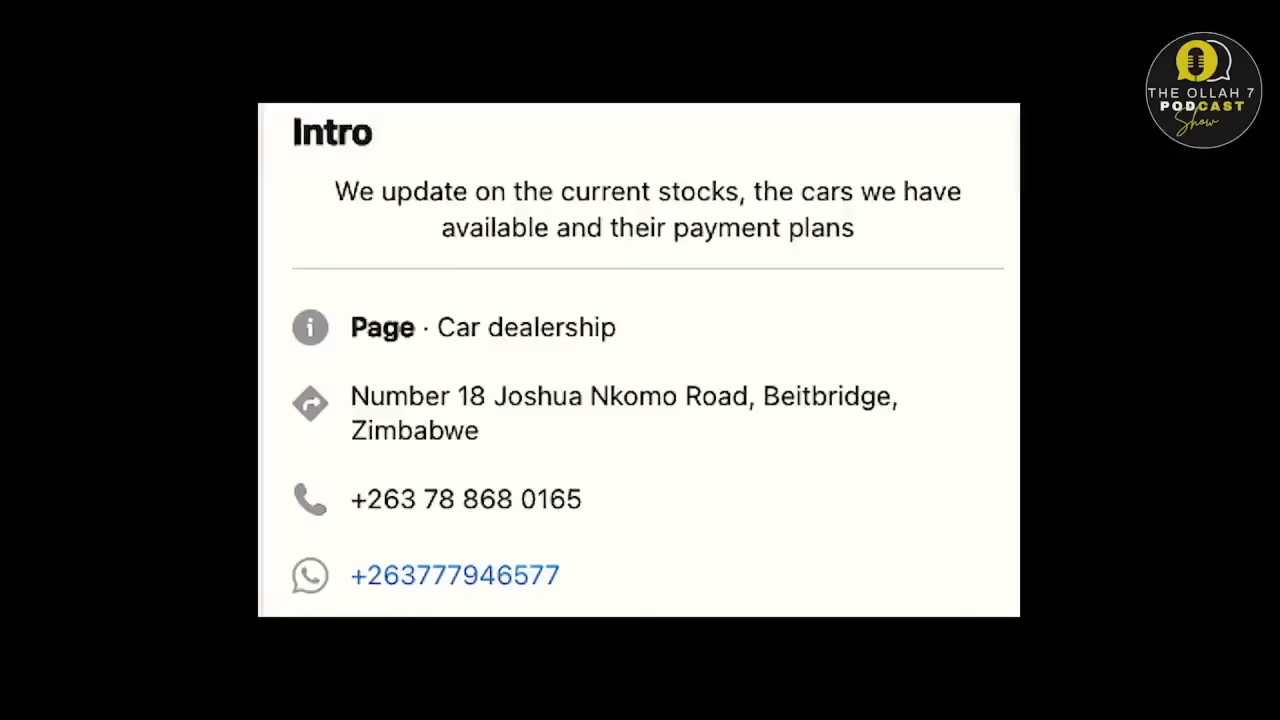 THE OLLAH 7
PODCAST
Show
Intro
We update on the current stocks, the cars we have
available and their payment plans
Page · Car dealership
Number 18 Joshua Nkomo Road, Beitbridge,
Zimbabwe
+263 78 868 0165
+263777946577